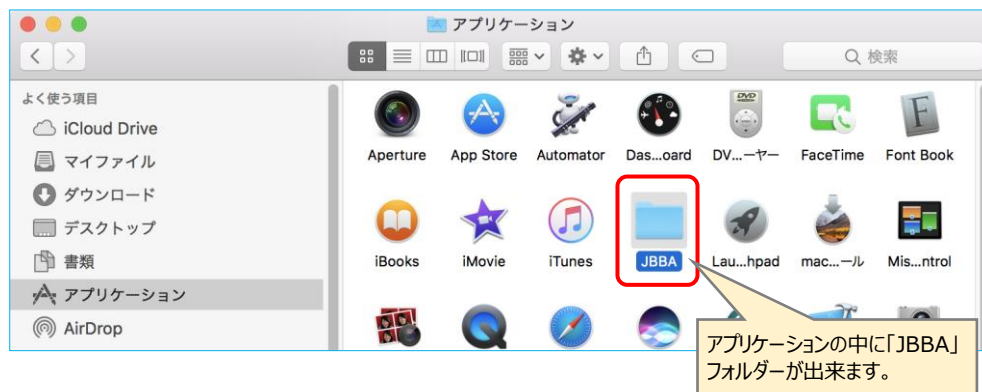 アプリケーション
検索
よく使う項目
iCloud Drive
マイファイル
ダウンロード
デスクトップ
書類
アプリケーション
AirDrop
Aperture App Store Automator Das...oard DV...ーヤー FaceTime Font Book
iBooks iMovie iTunes JBBA Lau...hpad mac...ール Mis...ntrol
アプリケーションの中に「JBBA」
フォルダーが出来ます。